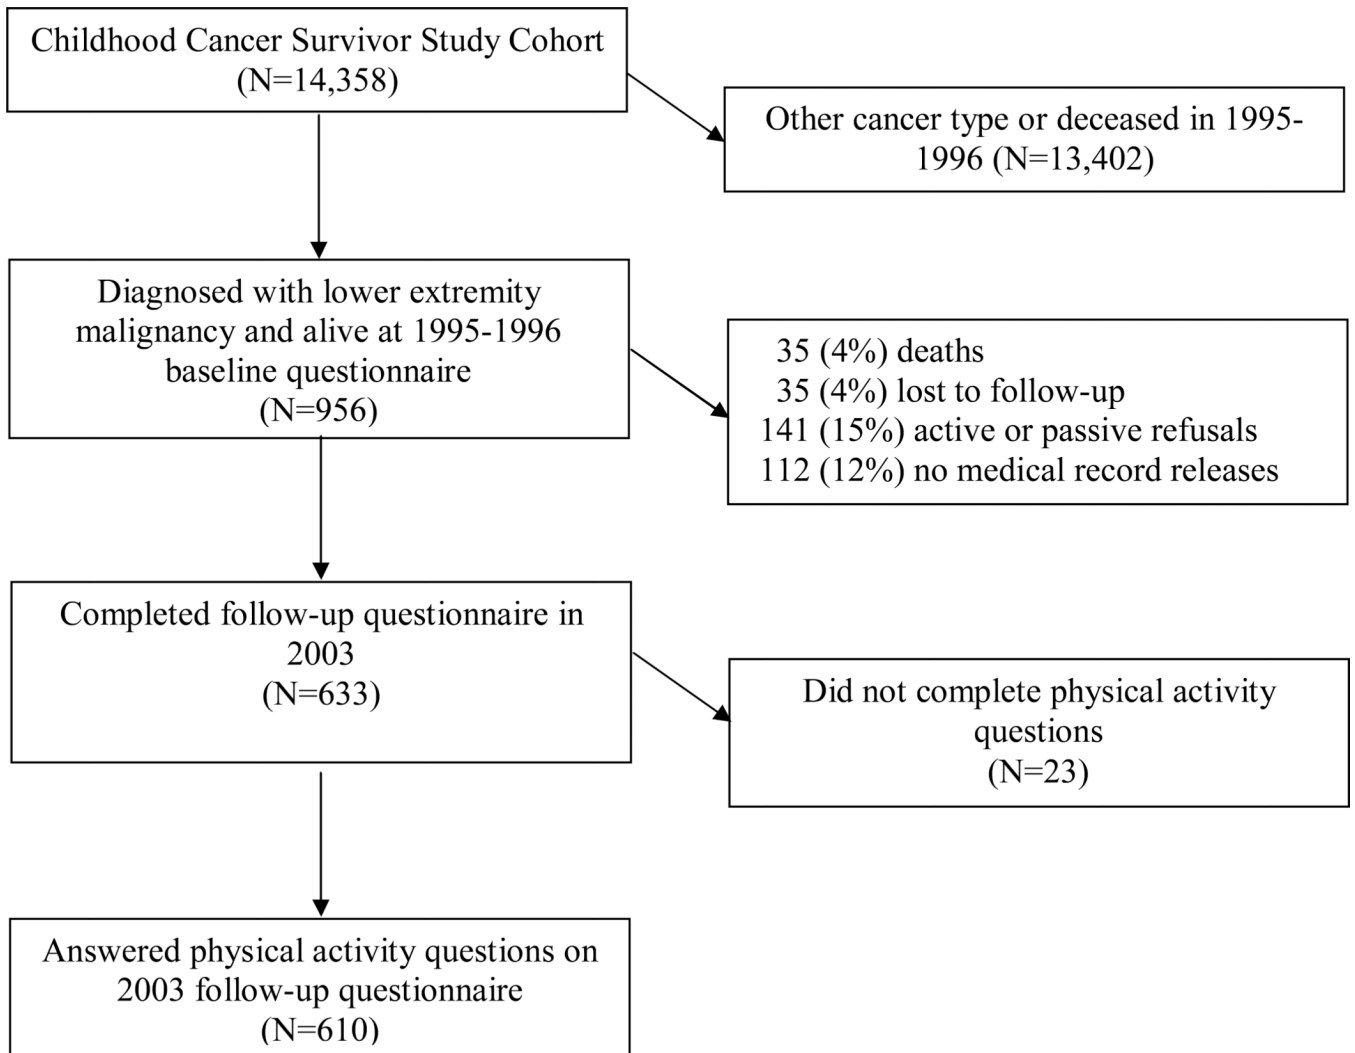 Childhood Cancer Survivor Study Cohort
(N=14,358)
Other cancer type or deceased in 1995-
1996 (N=13,402)
Diagnosed with lower extremity
malignancy and alive at 1995-1996
baseline questionnaire
(N=956)
35 (4%) deaths
35 (4%) lost to follow-up
141 (15%) active or passive refusals
112 (12%) no medical record releases
Completed follow-up questionnaire in
2003
(N=633)
Did not complete physical activity
questions
(N=23)
Answered physical activity questions on
2003 follow-up questionnaire
(N=610)